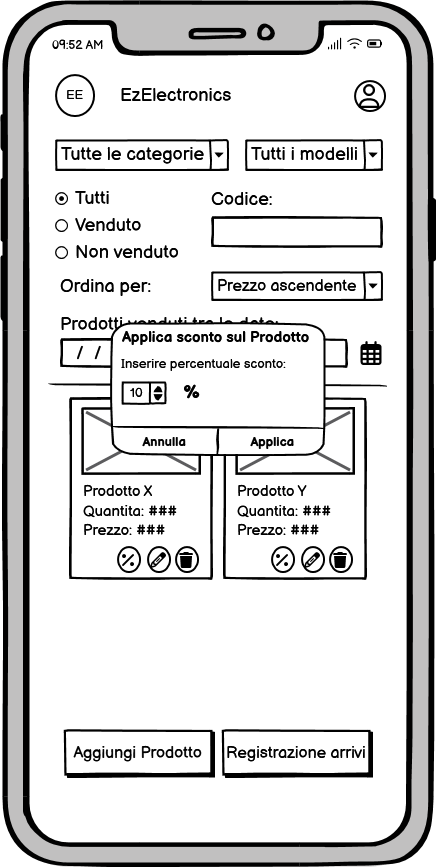 09:52 AM
EE
EzElectronics
Tutte le categorie
Tutti i modelli
Tutti
Venduto
Non venduto
Codice:
Ordina per:
Prezzo ascendente
Prodotti venduti tra le date:
/ /
Applica sconto sul Prodotto
Inserire percentuale sconto:
10 %
Annulla
Applica
Prodotto X
Quantita: ###
Prezzo: ###
%
Prodotto Y
Quantita: ###
Prezzo: ###
%
Aggiungi Prodotto
Registrazione arrivi